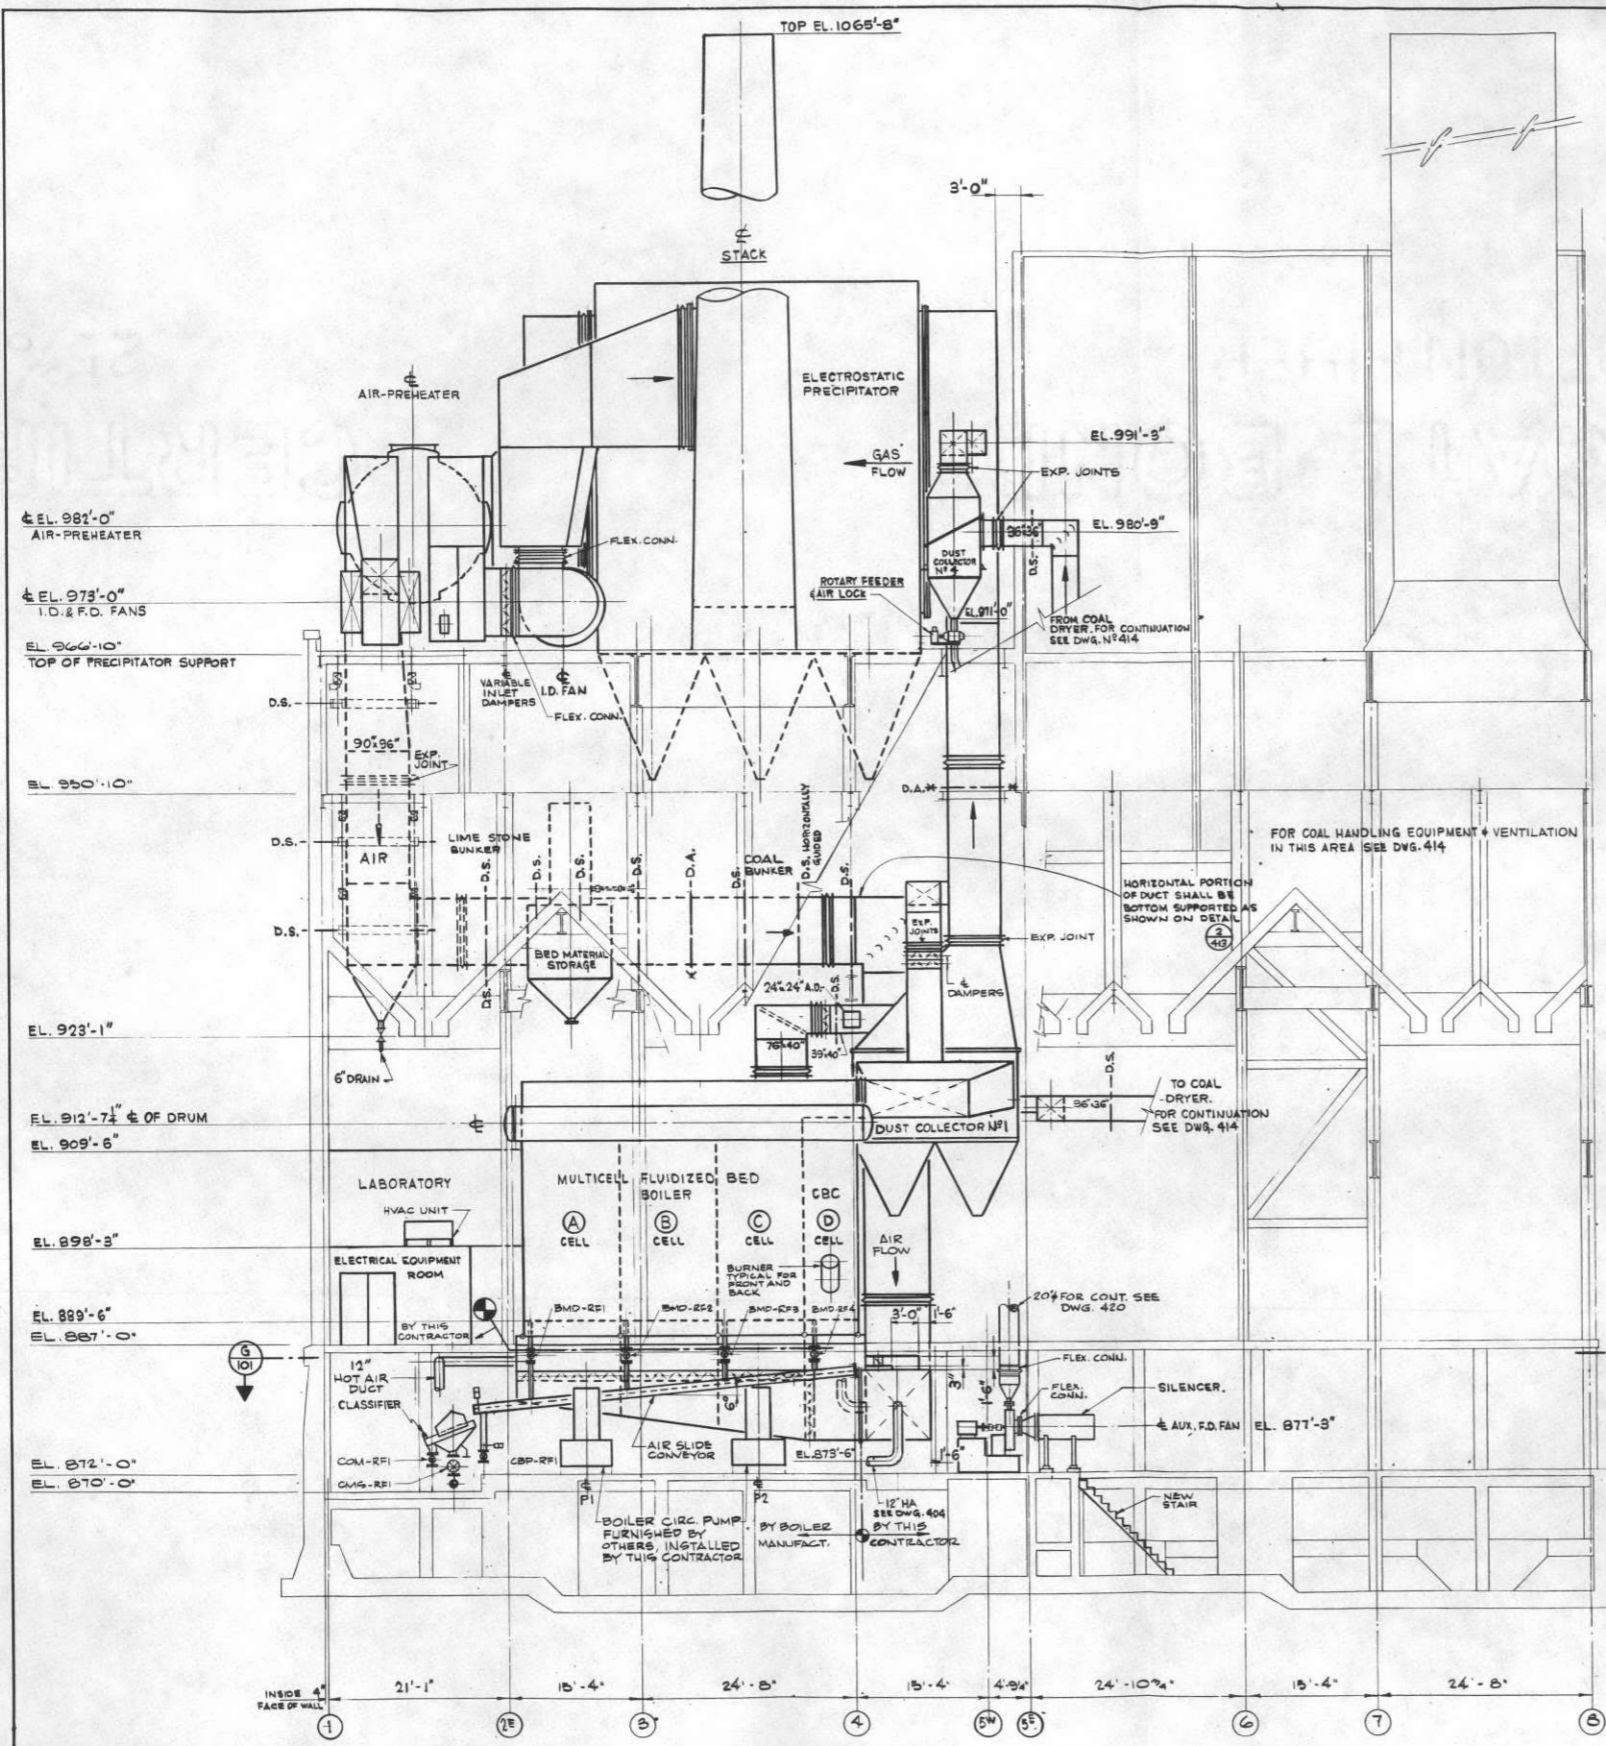 TOP EL.1065'-8"
3'-0"
℄
STACK
℄
AIR-PREHEATER
ELECTROSTATIC
PRECIPITATOR
GAS
FLOW
EL.991'-3"
EXP. JOINTS
℄ EL. 982'-0"
AIR-PREHEATER
FLEX.CONN.
36"x36"
EL.980'-9"
D.S.
DUST
COLLECTOR
Nº 4
ROTARY FEEDER
& AIR LOCK
EL.971'-0"
℄ EL. 973'-0"
I.D. & F.D. FANS
FROM COAL
DRYER. FOR CONTINUATION
SEE DWG. Nº 414
EL. 966'-10"
TOP OF PRECIPITATOR SUPPORT
VARIABLE
INLET
DAMPERS
℄
I.D. FAN
FLEX. CONN.
D.S.
90"x96"
EXP.
JOINT
EL. 950'-10"
D.A.
D.S.
AIR
LIME STONE
BUNKER
D.S.
D.S.
D.S.
D.S.
D.A.
COAL
BUNKER
D.S.
D.S. HORIZONTALLY
GUIDED
D.S.
FOR COAL HANDLING EQUIPMENT & VENTILATION
IN THIS AREA SEE DWG. 414
HORIZONTAL PORTION
OF DUCT SHALL BE
BOTTOM SUPPORTED AS
SHOWN ON DETAIL
2
413
D.S.
BED MATERIAL
STORAGE
EXP.
JOINTS
EXP. JOINT
D.S.
24"x24" A.D.
D.S.
℄
DAMPERS
EL. 923'-1"
76"x40"
39"x40"
6" DRAIN
D.S.
36"x36"
TO COAL
DRYER.
FOR CONTINUATION
SEE DWG. 414
EL. 912'-7¼" ℄ OF DRUM
℄
DUST COLLECTOR Nº1
EL. 909'-6"
LABORATORY
MULTICELL FLUIDIZED BED
BOILER
CBC
HVAC UNIT
A
CELL
B
CELL
C
CELL
D
CELL
AIR
FLOW
EL. 898'-3"
ELECTRICAL EQUIPMENT
ROOM
BURNER
TYPICAL FOR
FRONT AND
BACK
EL. 889'-6"
BMD-RF1
BMD-RF2
BMD-RF3
BMD-RF4
3'-0"
1'-6"
20"ø FOR CONT. SEE
DWG. 420
EL. 887'-0"
BY THIS
CONTRACTOR
G
101
12"
HOT AIR
DUCT
CLASSIFIER
6"
3"
1'-6"
FLEX. CONN.
FLEX.
CONN.
SILENCER.
℄ AUX. F.D. FAN EL. 877'-3"
EL. 872'-0"
COM-RF1
CBP-RF1
AIR SLIDE
CONVEYOR
EL.873'-6"
1'-6"
EL. 870'-0"
CMS-RF1
℄
P1
℄
P2
NEW
STAIR
12" HA
SEE DWG. 404
BOILER CIRC. PUMP
FURNISHED BY
OTHERS, INSTALLED
BY THIS CONTRACTOR
BY BOILER
MANUFACT.
BY THIS
CONTRACTOR
INSIDE 4"
FACE OF WALL
21'-1"
15'-4"
24'-8"
15'-4"
24'-10¾"
15'-4"
24'-8"
1
2E
3
4
5W
5E
6
7
8